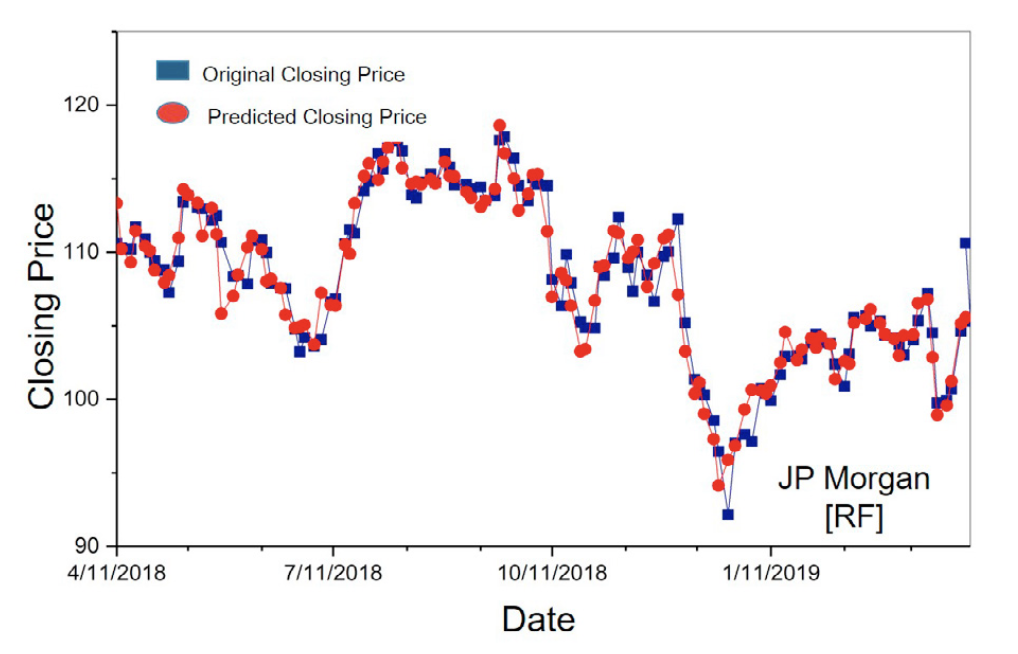 Original Closing Price
Predicted Closing Price
120
110
100
90
Closing Price
4/11/2018 7/11/2018 10/11/2018 1/11/2019
Date
JP Morgan
[RF]